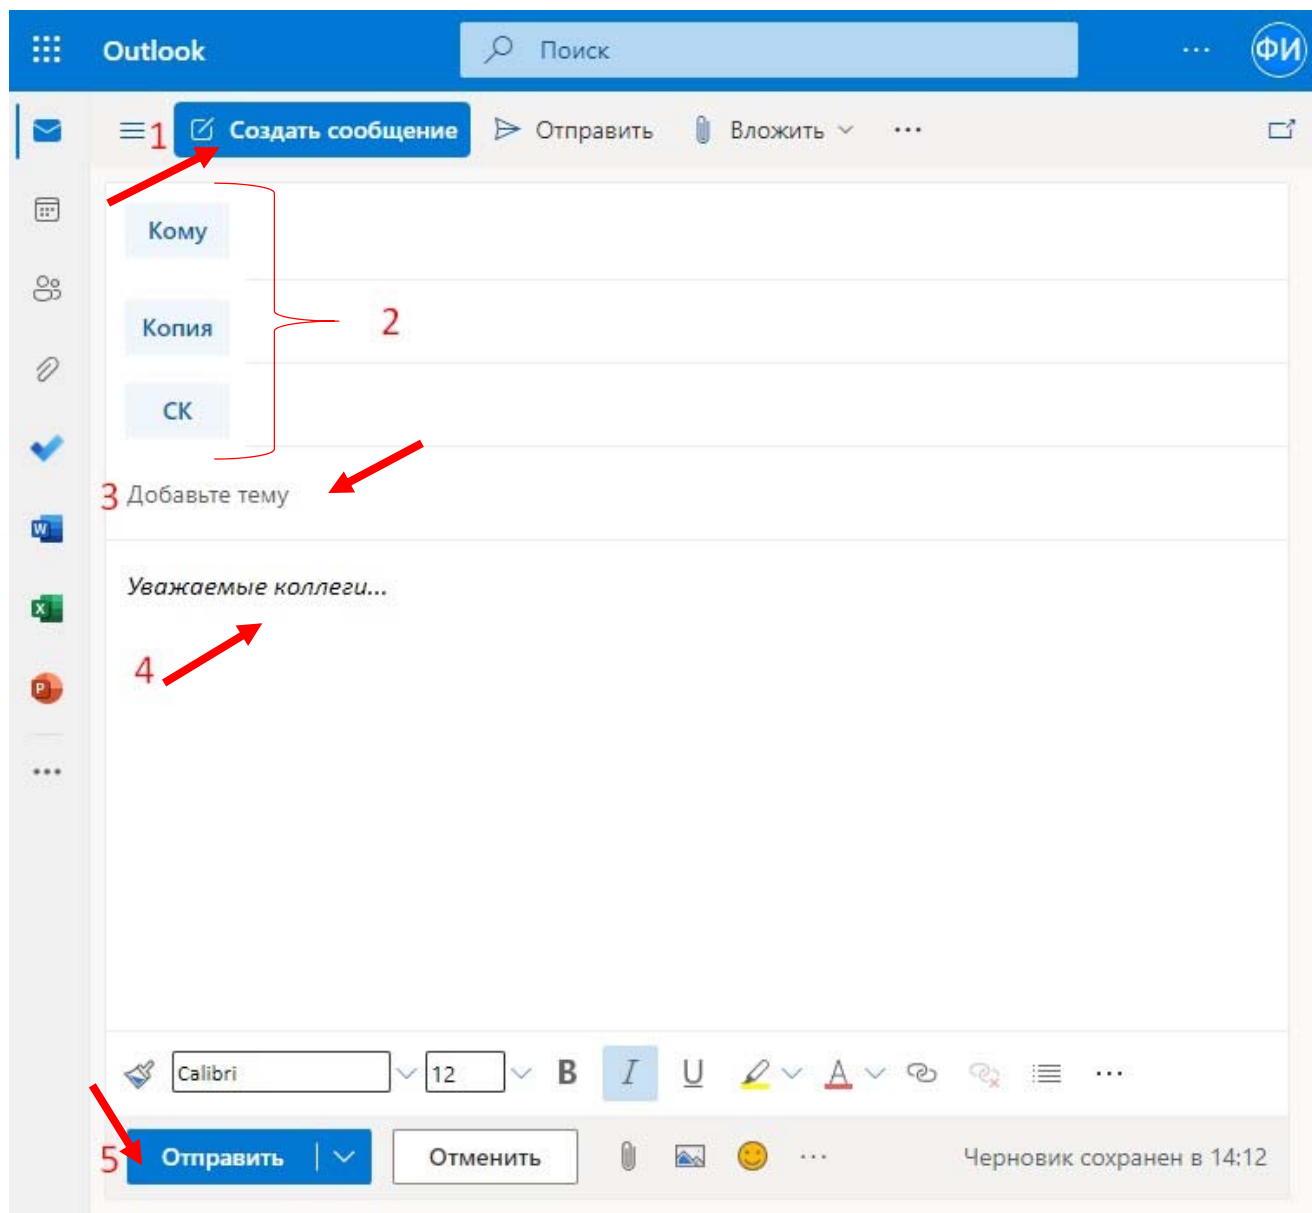 Outlook
Поиск
ФИ
1 Создать сообщение Отправить Вложить ...
Кому
Копия 2
СК
3 Добавьте тему
Уважаемые коллеги...
4
Calibri 12 B I U A ...
5 Отправить Отменить ... Черновик сохранен в 14:12